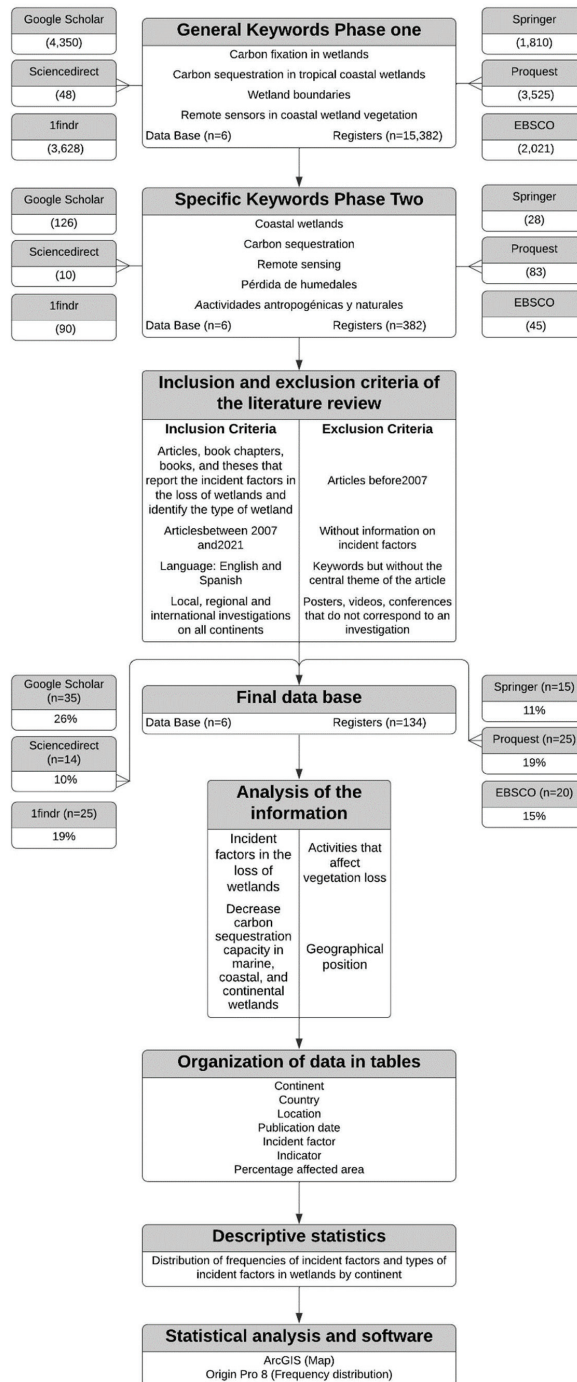 Google Scholar
(4,350)
Sciencedirect
(48)
1findr
(3,628)
General Keywords Phase one
Carbon fixation in wetlands
Carbon sequestration in tropical coastal wetlands
Wetland boundaries
Remote sensors in coastal wetland vegetation
Data Base (n=6) Registers (n=15,382)
Springer
(1,810)
Proquest
(3,525)
EBSCO
(2,021)
Google Scholar
(126)
Sciencedirect
(10)
1findr
(90)
Specific Keywords Phase Two
Coastal wetlands
Carbon sequestration
Remote sensing
Pérdida de humedales
Aactividades antropogénicas y naturales
Data Base (n=6) Registers (n=382)
Springer
(28)
Proquest
(83)
EBSCO
(45)
Inclusion and exclusion criteria of
the literature review
Inclusion Criteria
Articles, book chapters,
books, and theses that
report the incident factors in
the loss of wetlands and
identify the type of wetland
Articlesbetween 2007
and2021
Language: English and
Spanish
Local, regional and
international investigations
on all continents
Exclusion Criteria
Articles before2007
Without information on
incident factors
Keywords but without the
central theme of the article
Posters, videos, conferences
that do not correspond to an
investigation
Google Scholar
(n=35)
26%
Sciencedirect
(n=14)
10%
1findr (n=25)
19%
Final data base
Data Base (n=6) Registers (n=134)
Springer (n=15)
11%
Proquest (n=25)
19%
EBSCO (n=20)
15%
Analysis of the
information
Incident
factors in the
loss of
wetlands
Decrease
carbon
sequestration
capacity in
marine,
coastal, and
continental
wetlands
Activities that
affect
vegetation loss
Geographical
position
Organization of data in tables
Continent
Country
Location
Publication date
Incident factor
Indicator
Percentage affected area
Descriptive statistics
Distribution of frequencies of incident factors and types of
incident factors in wetlands by continent
Statistical analysis and software
ArcGIS (Map)
Origin Pro 8 (Frequency distribution)